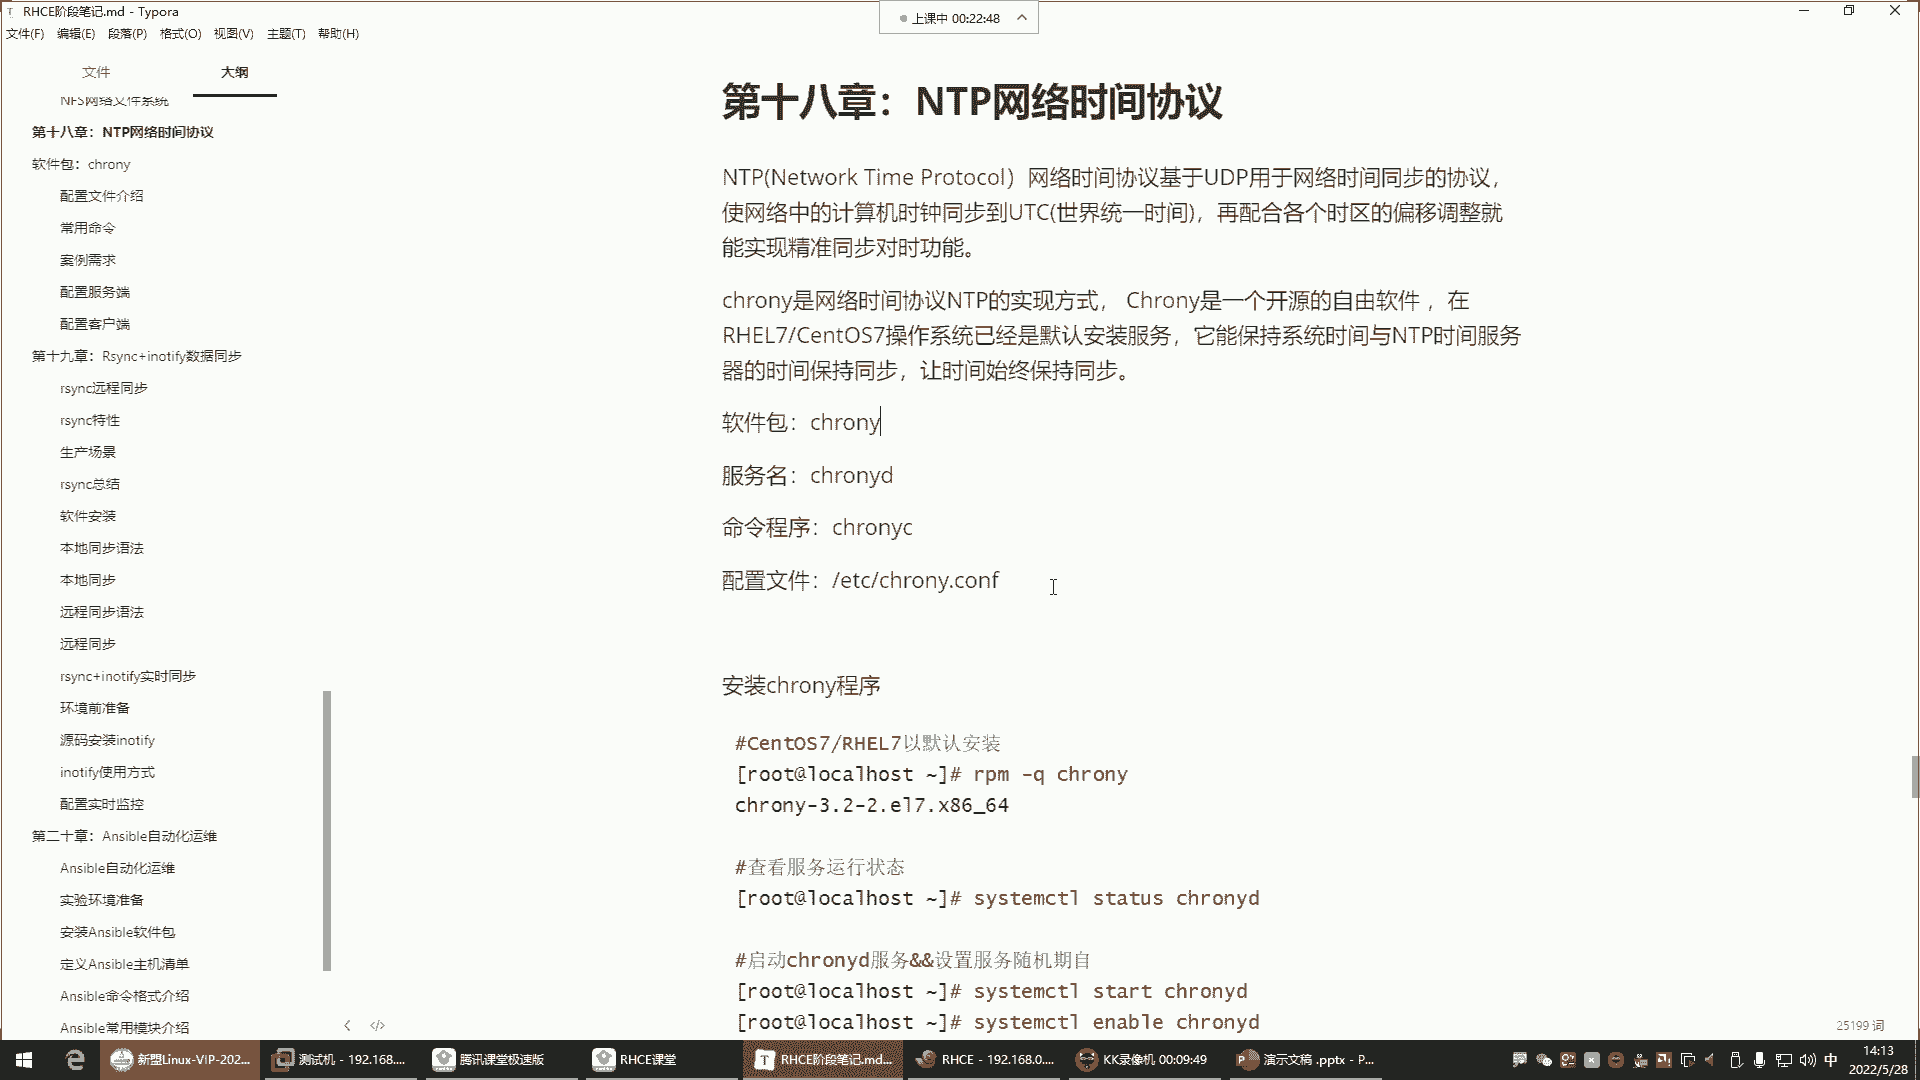 RHCE阶段笔记.md - Typora
上课中 00:22:48
文件(F) 编辑(E) 段落(P) 格式(O) 视图(V) 主题(T) 帮助(H)
文件 大纲
NFS网络文件系统
第十八章：NTP网络时间协议
软件包：chrony
配置文件介绍
常用命令
案例需求
配置服务端
配置客户端
第十九章：Rsync+inotify数据同步
rsync远程同步
rsync特性
生产场景
rsync总结
软件安装
本地同步语法
本地同步
远程同步语法
远程同步
rsync+inotify实时同步
环境前准备
源码安装inotify
inotify使用方式
配置实时监控
第二十章：Ansible自动化运维
Ansible自动化运维
实验环境准备
安装Ansible软件包
定义Ansible主机清单
Ansible命令格式介绍
Ansible常用模块介绍
第十八章：NTP网络时间协议
NTP(Network Time Protocol）网络时间协议基于UDP用于网络时间同步的协议，
使网络中的计算机时钟同步到UTC(世界统一时间)，再配合各个时区的偏移调整就
能实现精准同步对时功能。
chrony是网络时间协议NTP的实现方式， Chrony是一个开源的自由软件 ，在
RHEL7/CentOS7操作系统已经是默认安装服务，它能保持系统时间与NTP时间服务
器的时间保持同步，让时间始终保持同步。
软件包：chrony
服务名：chronyd
命令程序：chronyc
配置文件：/etc/chrony.conf
安装chrony程序
#CentOS7/RHEL7以默认安装
[root@localhost ~]# rpm -q chrony
chrony-3.2-2.el7.x86_64
#查看服务运行状态
[root@localhost ~]# systemctl status chronyd
#启动chronyd服务&&设置服务随机期自
[root@localhost ~]# systemctl start chronyd
[root@localhost ~]# systemctl enable chronyd
25199 词
新盟Linux-VIP-202... 测试机 - 192.168.... 腾讯课堂极速版 RHCE课堂 RHCE阶段笔记.md... RHCE - 192.168.0.... KK录像机 00:09:49 演示文稿 .pptx - P... 中 14:13
2022/5/28